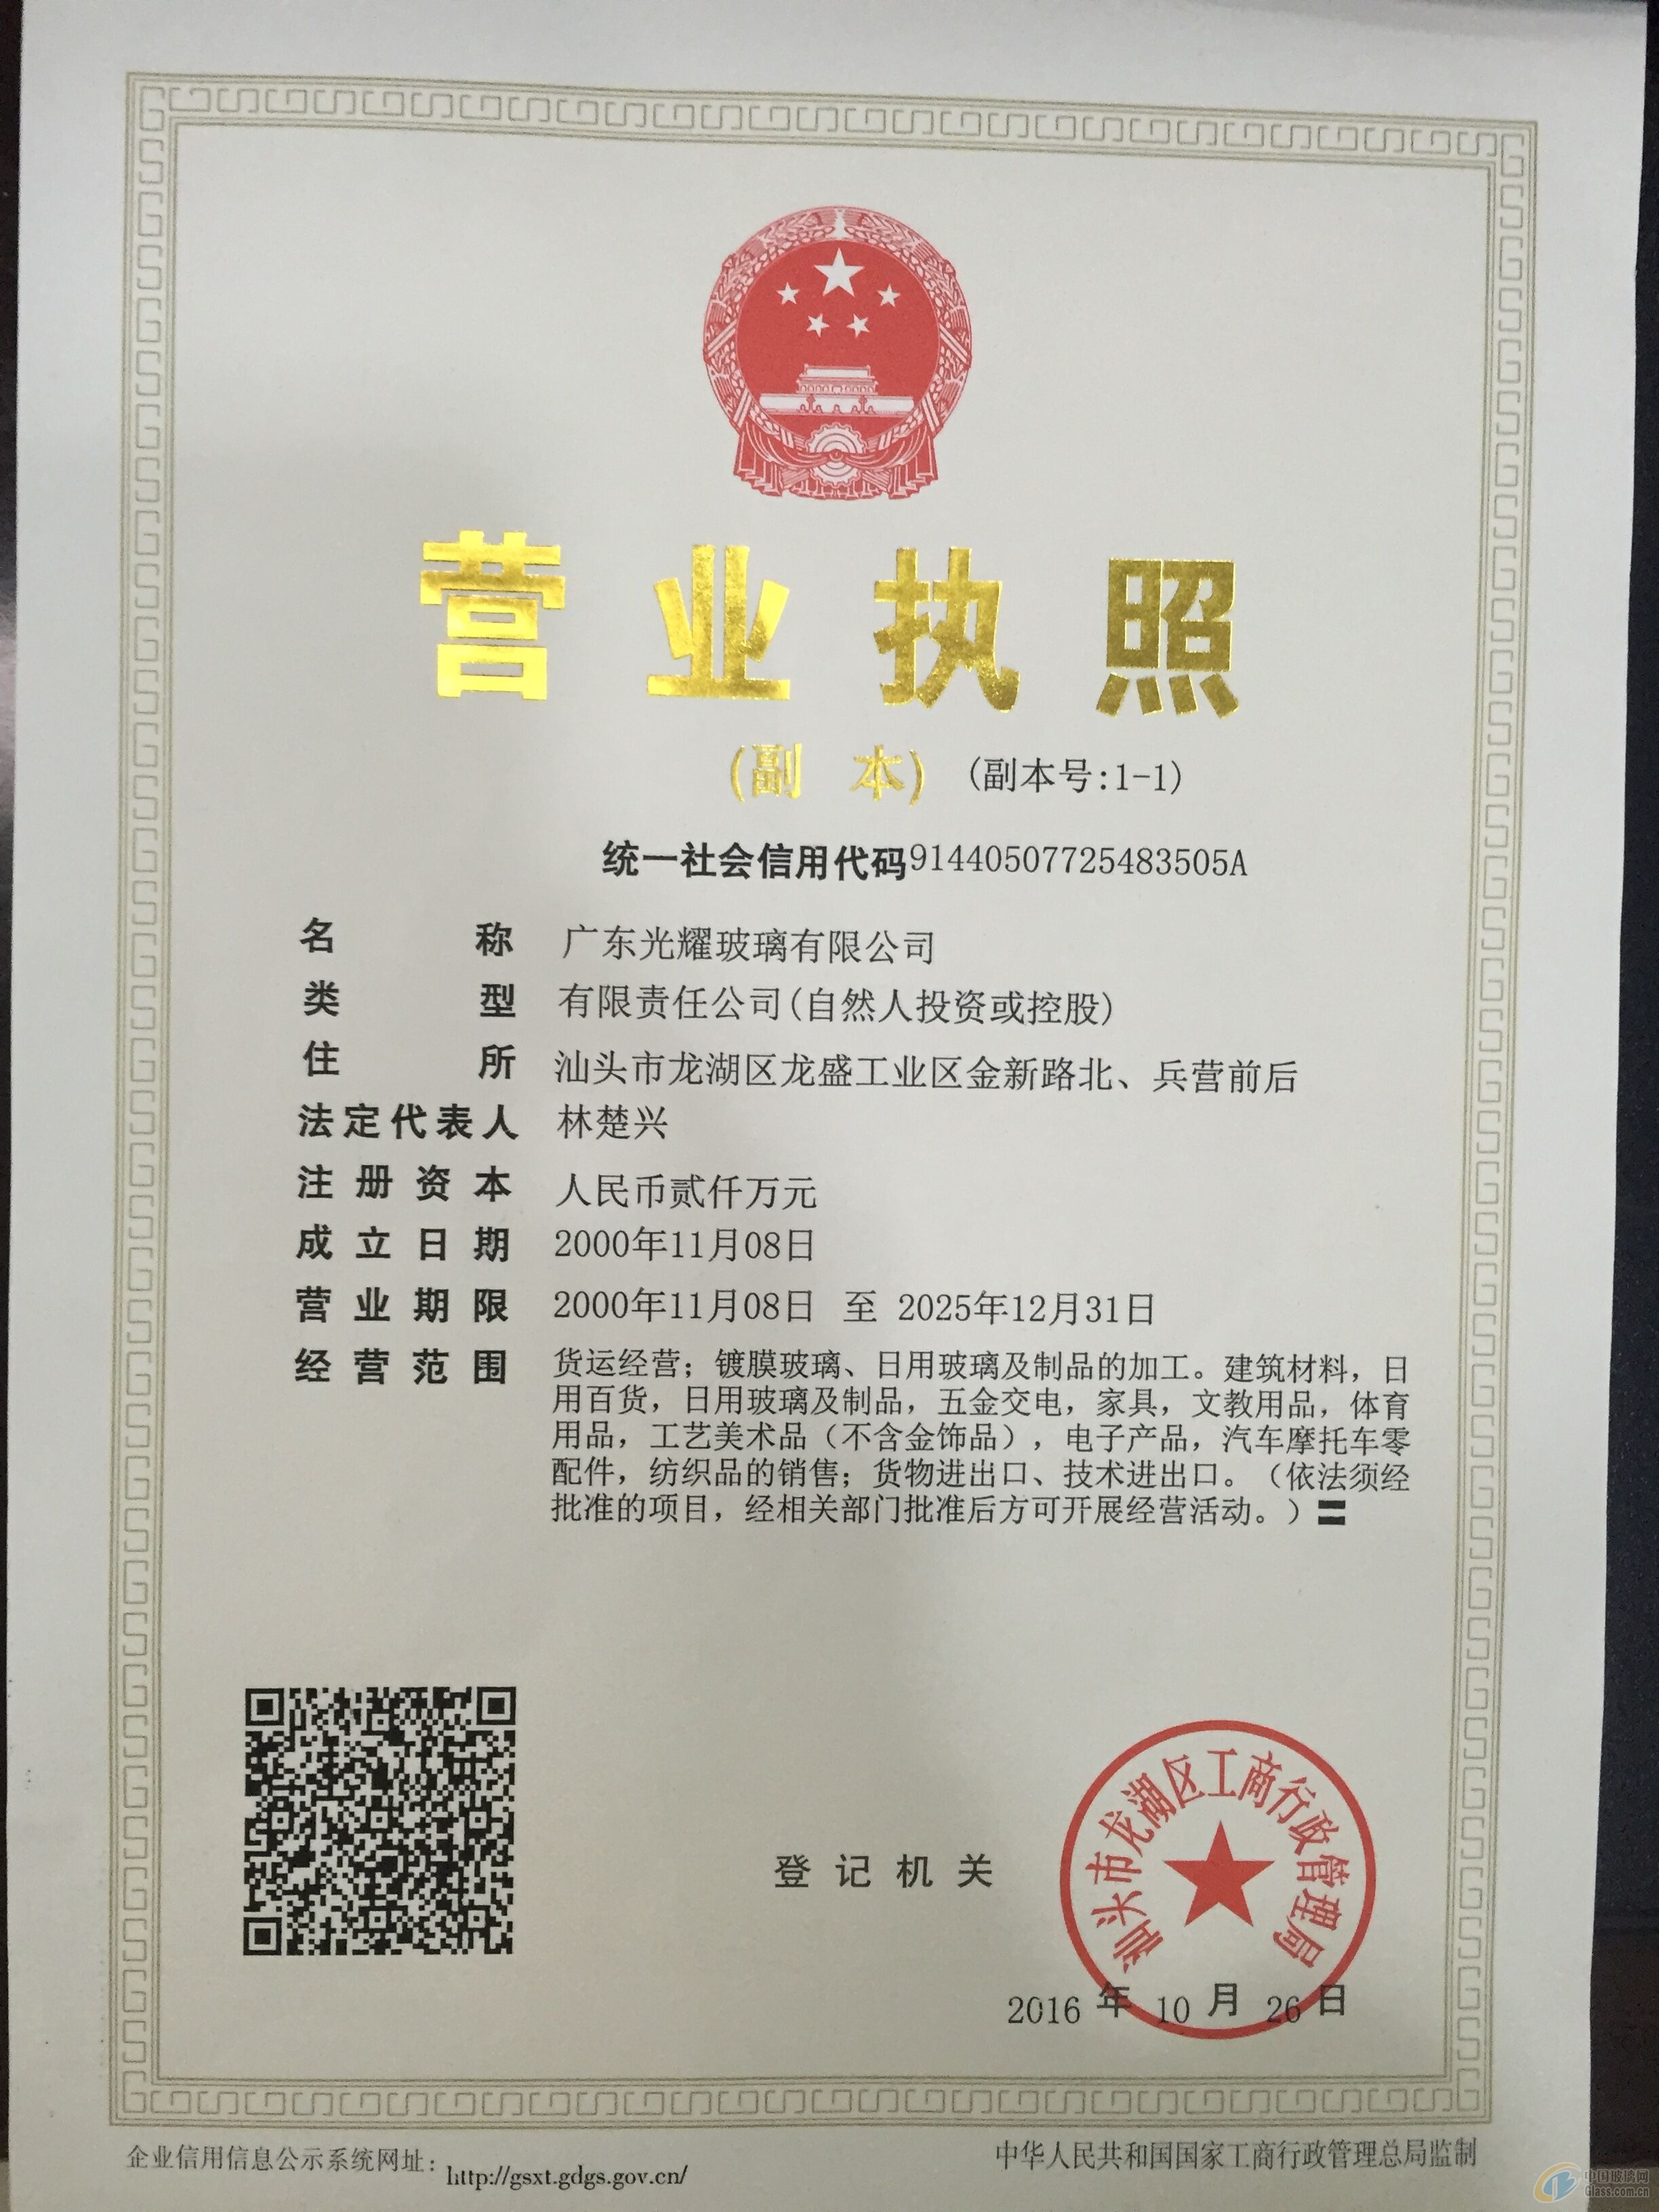 营业执照
(副 本) (副本号:1-1)
统一社会信用代码91440507725483505A
名称 广东光耀玻璃有限公司
类型 有限责任公司(自然人投资或控股)
住所 汕头市龙湖区龙盛工业区金新路北、兵营前后
法定代表人 林楚兴
注册资本 人民币贰仟万元
成立日期 2000年11月08日
营业期限 2000年11月08日 至 2025年12月31日
经营范围 货运经营；镀膜玻璃、日用玻璃及制品的加工。建筑材料，日
用百货，日用玻璃及制品，五金交电，家具，文教用品，体育
用品，工艺美术品（不含金饰品），电子产品，汽车摩托车零
配件，纺织品的销售；货物进出口、技术进出口。（依法须经
批准的项目，经相关部门批准后方可开展经营活动。）〓
汕头市龙湖区工商行政管理局
登记机关
2016 年 10 月 26 日
企业信用信息公示系统网址：http://gsxt.gdgs.gov.cn/
中华人民共和国国家工商行政管理总局监制
中国玻璃网
Glass.com.cn